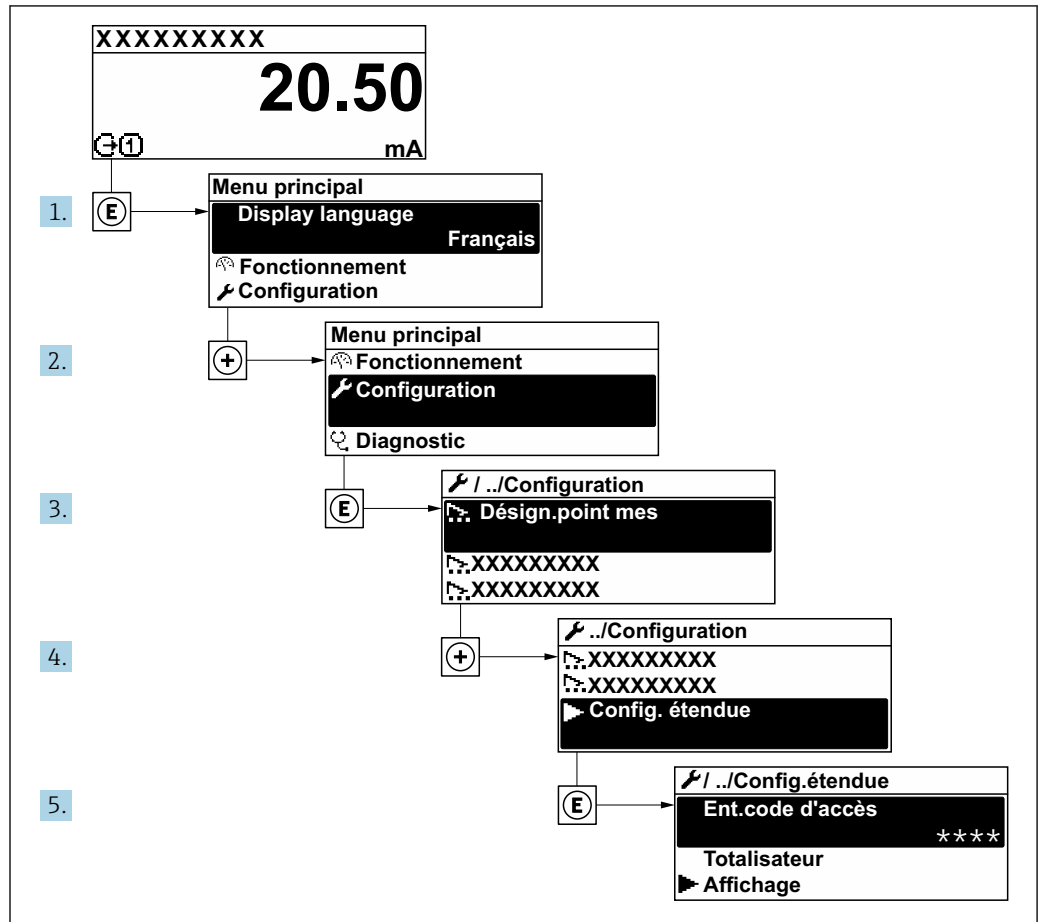 XXXXXXXXX
20.50
1
mA
1.
E
Menu principal
Display language
Français
Fonctionnement
Configuration
2.
+
Menu principal
Fonctionnement
Configuration
Diagnostic
3.
E
/ ../Configuration
Désign.point mes
XXXXXXXXX
XXXXXXXXX
4.
+
../Configuration
XXXXXXXXX
XXXXXXXXX
Config. étendue
5.
E
/ ../Config.étendue
Ent.code d'accès
****
Totalisateur
Affichage